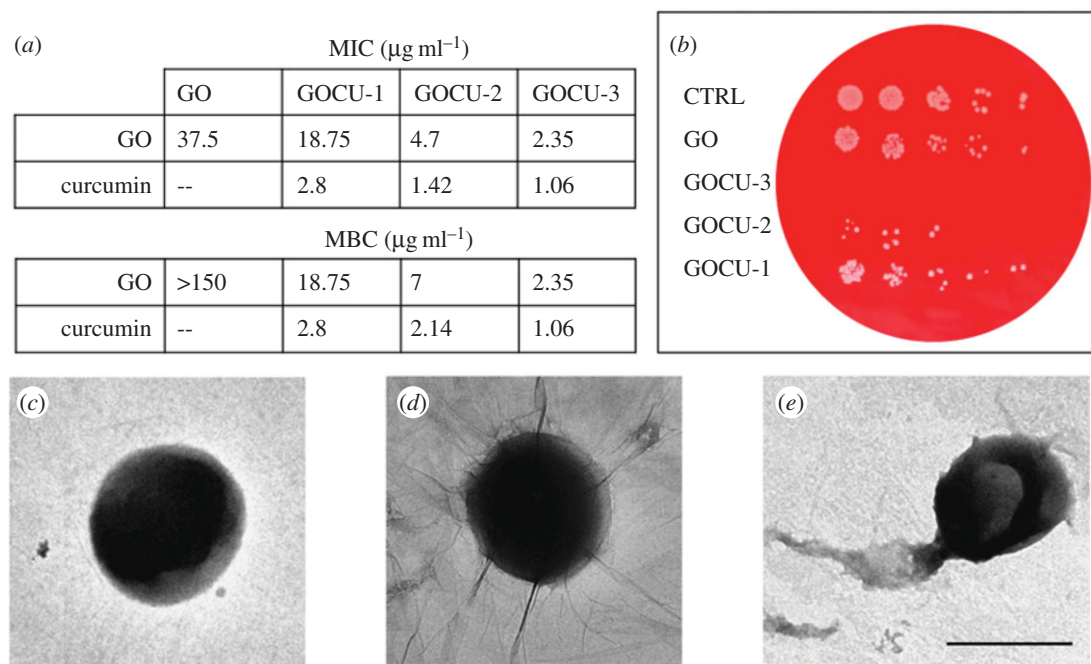 (a)
MIC (μg ml⁻¹)
GO GOCU-1 GOCU-2 GOCU-3
GO 37.5 18.75 4.7 2.35
curcumin -- 2.8 1.42 1.06
MBC (μg ml⁻¹)
GO >150 18.75 7 2.35
curcumin -- 2.8 2.14 1.06
(b)
CTRL
GO
GOCU-3
GOCU-2
GOCU-1
(c)
(d)
(e)